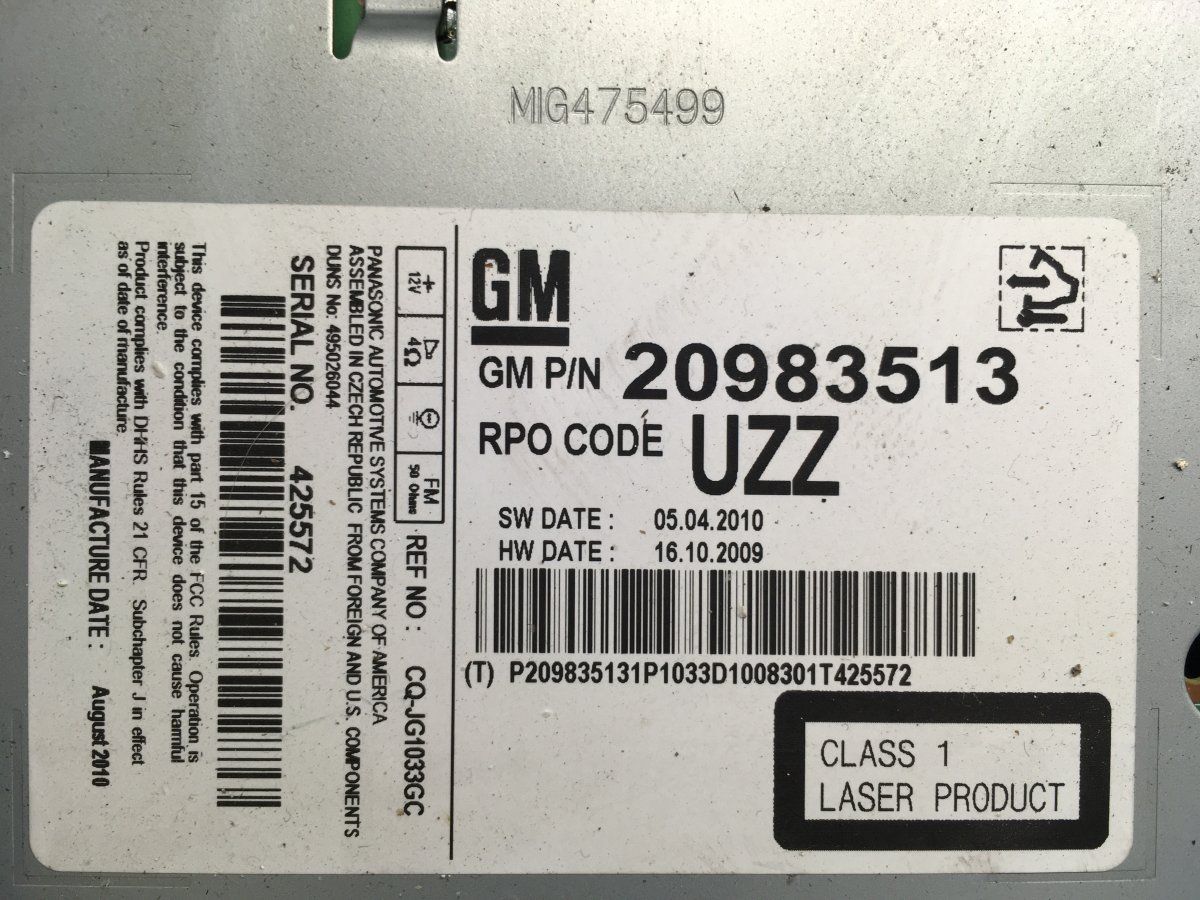 MIG475499
GM
GM P/N 20983513
RPO CODE UZZ
SW DATE : 05.04.2010
HW DATE : 16.10.2009
(T) P209835131P1033D1008301T425572
CLASS 1
LASER PRODUCT
+ 12V
4Ω
FM
50 Ohms
REF NO : CQ-JG1033GC
PANASONIC AUTOMOTIVE SYSTEMS COMPANY OF AMERICA
ASSEMBLED IN CZECH REPUBLIC FROM FOREIGN AND U.S. COMPONENTS
DUNS No: 495026044
SERIAL NO. 425572
This device complies with part 15 of the FCC Rules. Operation is
subject to the condition that this device does not cause harmful
interference.
Product complies with DHHS Rules 21 CFR Subchapter J in effect
as of date of manufacture.
MANUFACTURE DATE : August 2010